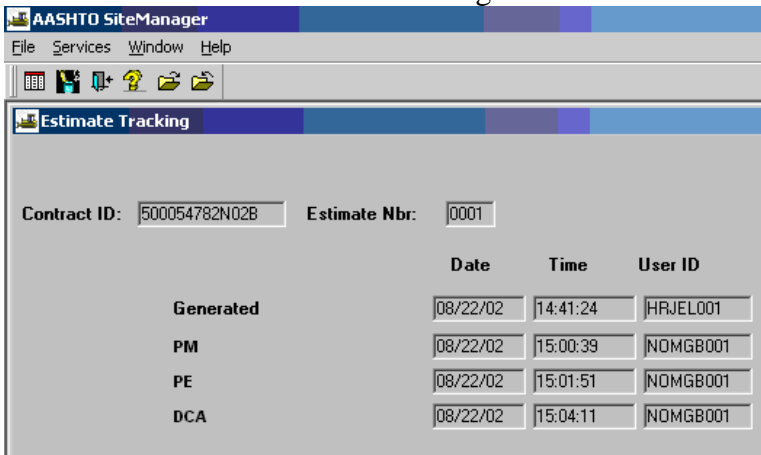 AASHTO SiteManager
File Services Window Help
Estimate Tracking
Contract ID: 500054782N02B Estimate Nbr: 0001
Date Time User ID
Generated 08/22/02 14:41:24 HRJEL001
PM 08/22/02 15:00:39 NOMGB001
PE 08/22/02 15:01:51 NOMGB001
DCA 08/22/02 15:04:11 NOMGB001